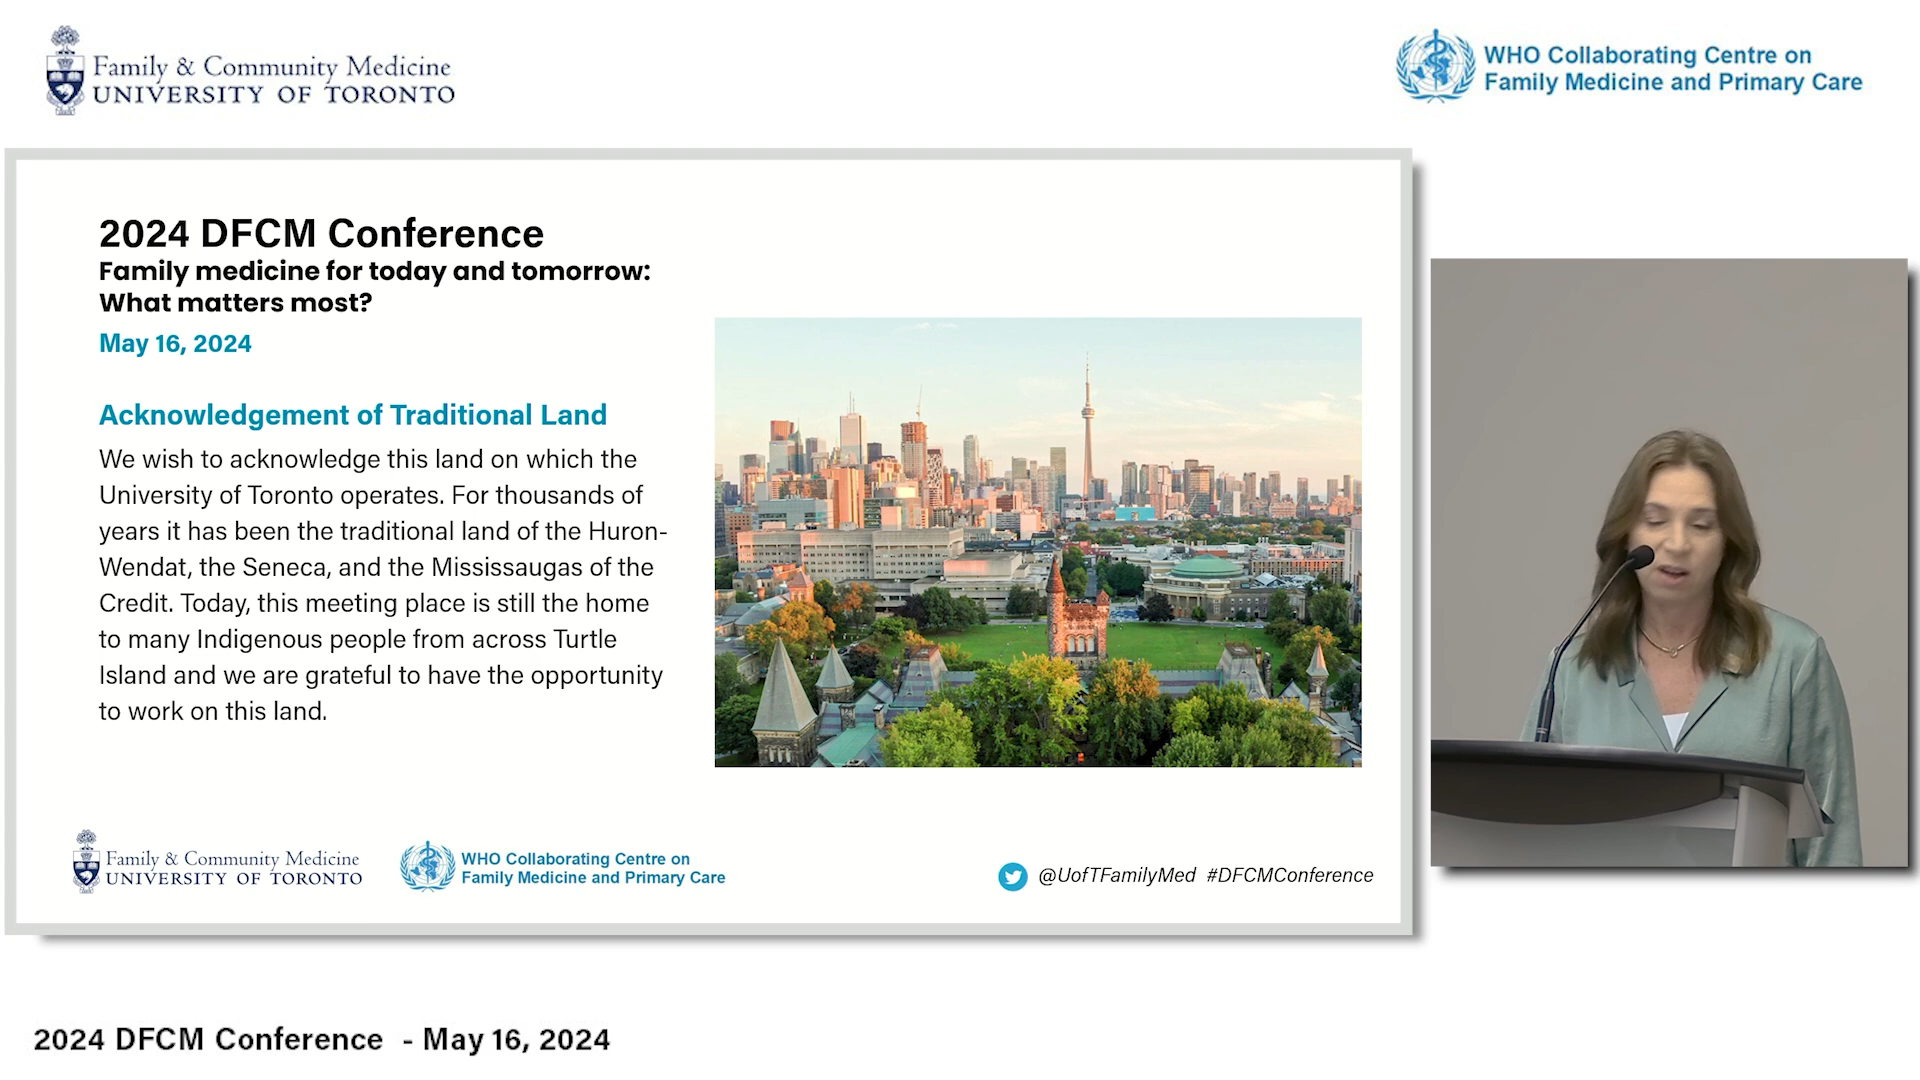 Family & Community Medicine
UNIVERSITY OF TORONTO
WHO Collaborating Centre on
Family Medicine and Primary Care
2024 DFCM Conference
Family medicine for today and tomorrow:
What matters most?
May 16, 2024
Acknowledgement of Traditional Land
We wish to acknowledge this land on which the
University of Toronto operates. For thousands of
years it has been the traditional land of the Huron-
Wendat, the Seneca, and the Mississaugas of the
Credit. Today, this meeting place is still the home
to many Indigenous people from across Turtle
Island and we are grateful to have the opportunity
to work on this land.
Family & Community Medicine
UNIVERSITY OF TORONTO
WHO Collaborating Centre on
Family Medicine and Primary Care
@UofTFamilyMed #DFCMConference
2024 DFCM Conference - May 16, 2024